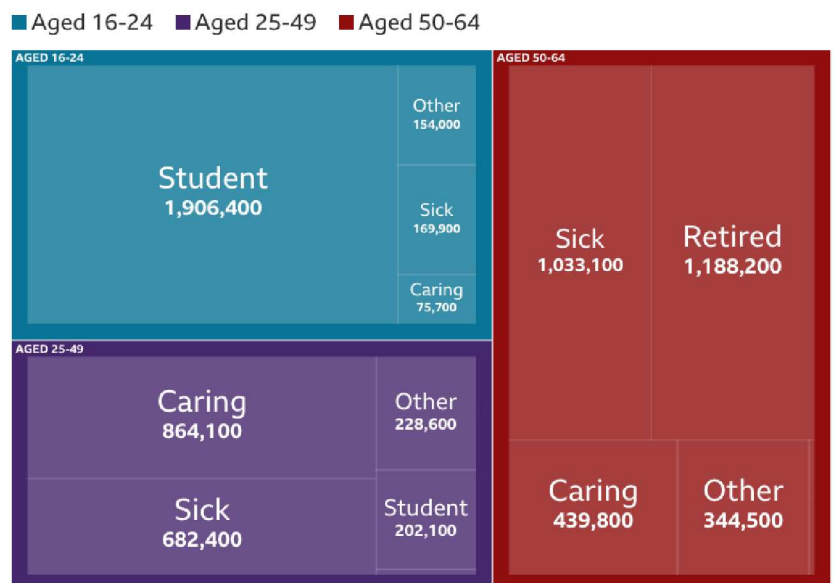 Aged 16-24 Aged 25-49 Aged 50-64
AGED 16-24
Student
1,906,400
Other
154,000
Sick
169,900
Caring
75,700
AGED 25-49
Caring
864,100
Sick
682,400
Other
228,600
Student
202,100
AGED 50-64
Sick
1,033,100
Retired
1,188,200
Caring
439,800
Other
344,500